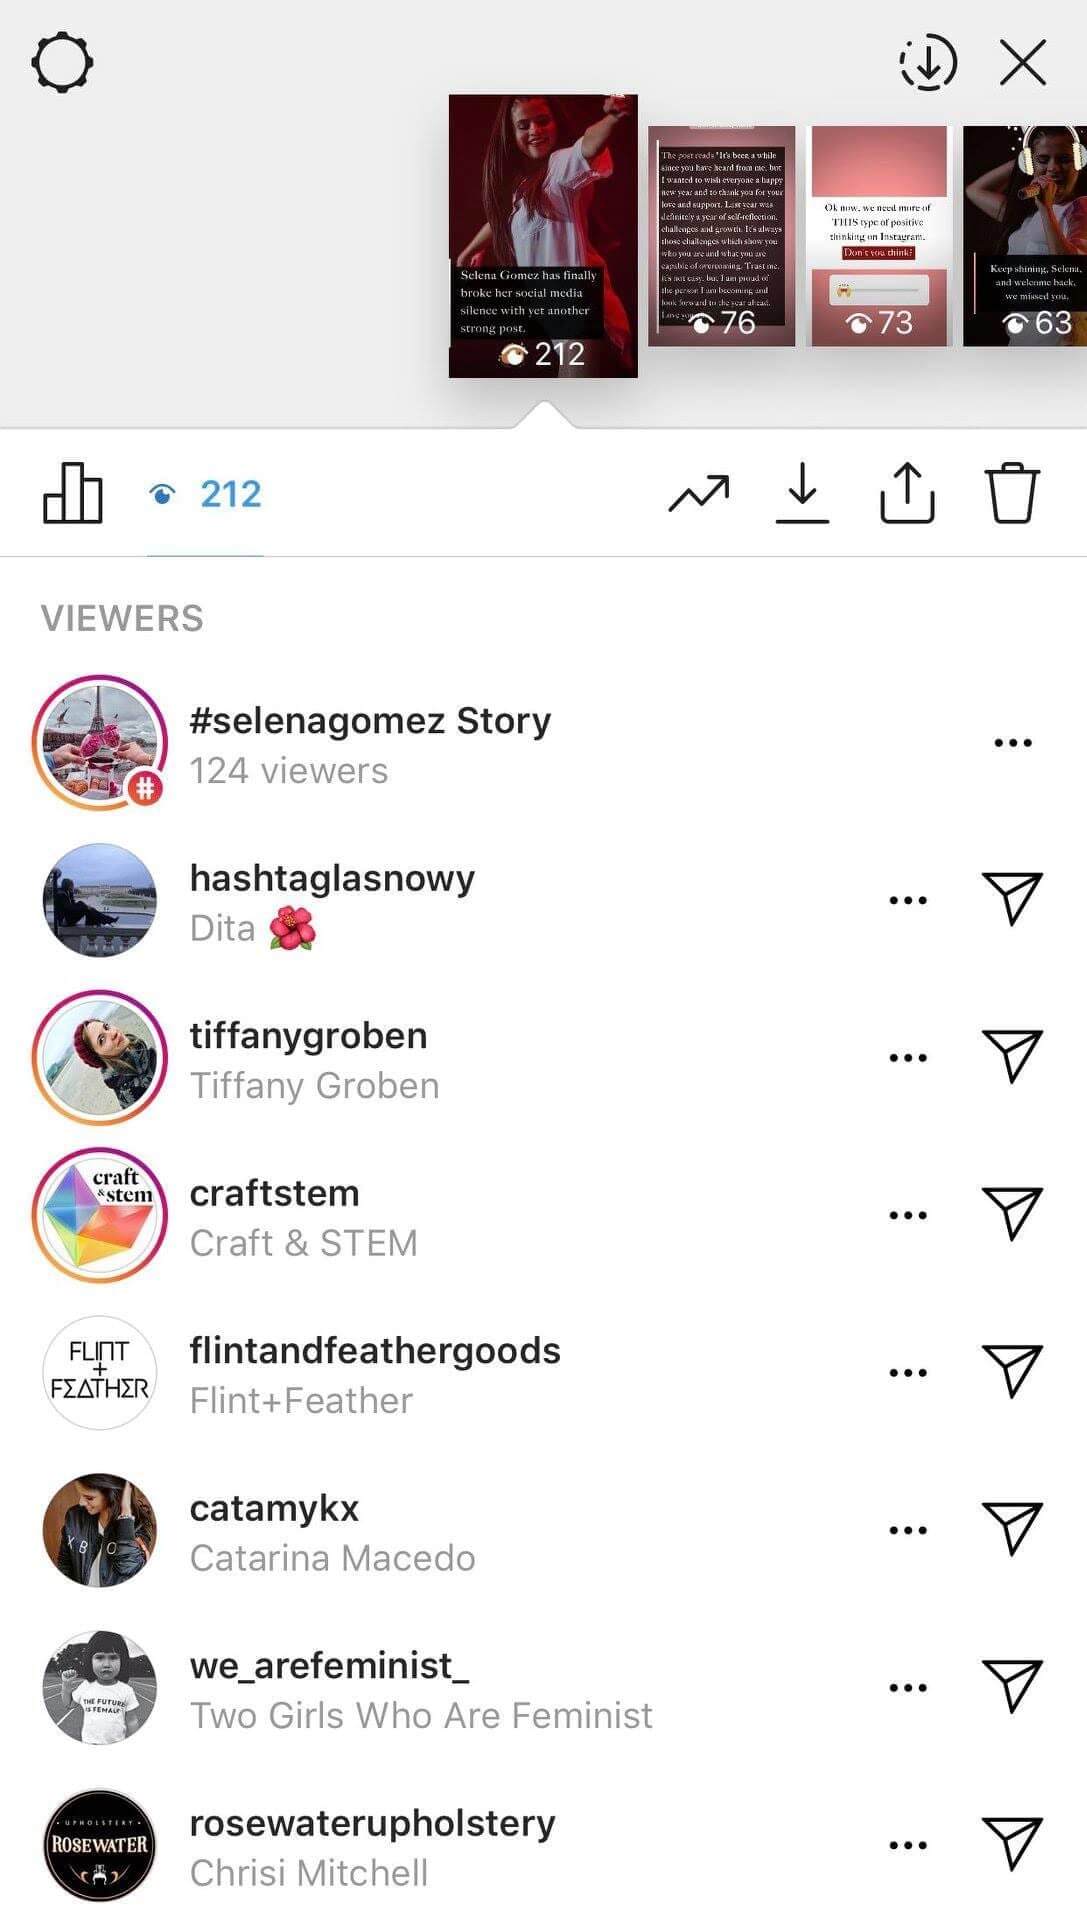 Selena Gomez has finally
broke her social media
silence with yet another
strong post.
212
The post reads "It's been a while
since you have heard from me, but
I wanted to wish everyone a happy
new year and to thank you for your
love and support. Last year was
definitely a year of self-reflection,
challenges and growth. It's always
those challenges which show you
who you are and what you are
capable of overcoming. Trust me,
it's not easy, but I am proud of
the person I am becoming and
look forward to the year ahead.
Love
76
Ok now, we need more of
THIS type of positive
thinking on Instagram.
Don't you think?
73
Keep shining, Selena,
and welcome back,
we missed you.
63
212
VIEWERS
#selenagomez Story
124 viewers
#
hashtaglasnowy
Dita 🌺
tiffanygroben
Tiffany Groben
craft
& stem
craftstem
Craft & STEM
FLINT
+
FEATHER
flintandfeathergoods
Flint+Feather
X B O
catamykx
Catarina Macedo
THE FUTURE
IS FEMALE
we_arefeminist_
Two Girls Who Are Feminist
· UPHOLSTERY ·
ROSEWATER
rosewaterupholstery
Chrisi Mitchell